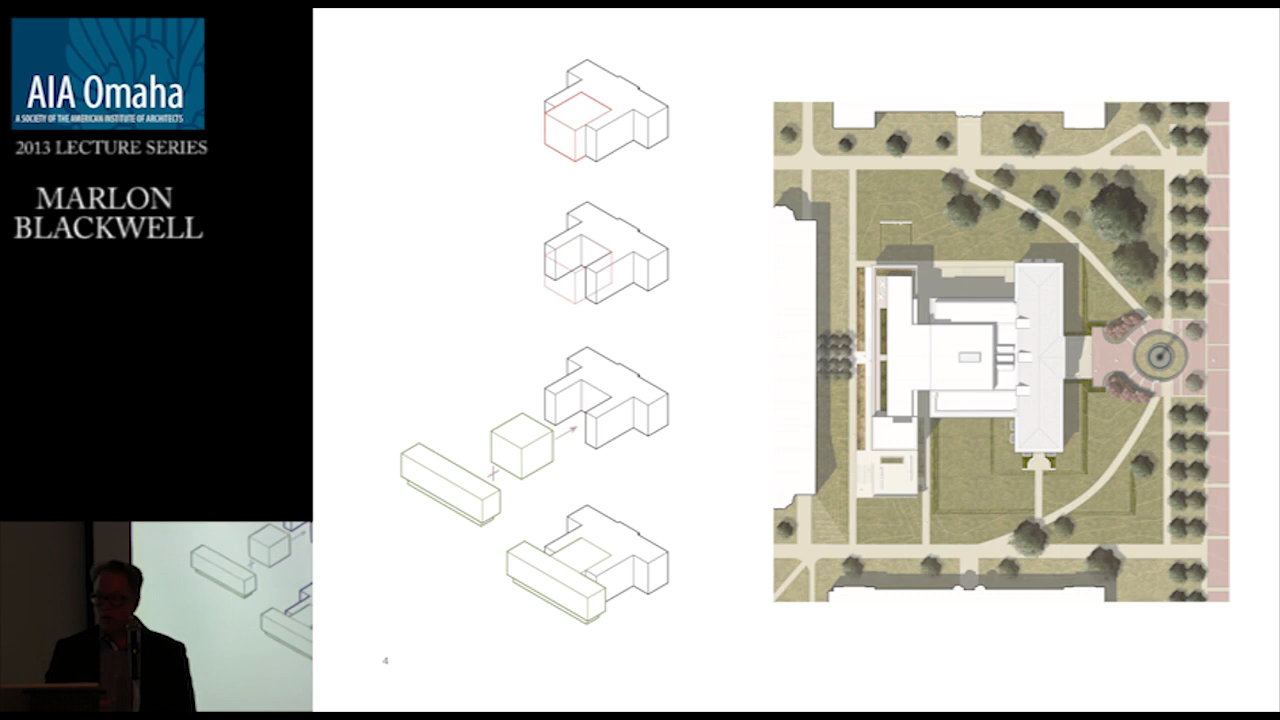 AIA Omaha
A SOCIETY OF THE AMERICAN INSTITUTE OF ARCHITECTS
2013 LECTURE SERIES
MARLON
BLACKWELL
4